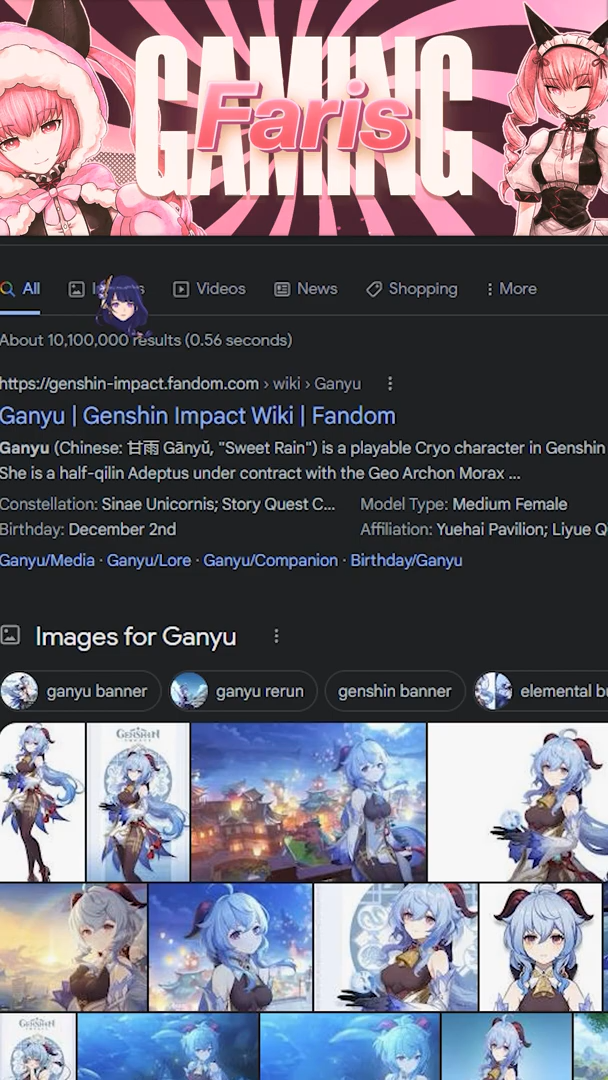 GAMING
Faris
All
Videos
News
Shopping
More
About 10,100,000 results (0.56 seconds)
https://genshin-impact.fandom.com › wiki › Ganyu
Ganyu | Genshin Impact Wiki | Fandom
Ganyu (Chinese: 甘雨 Gānyǔ, "Sweet Rain") is a playable Cryo character in Genshin
She is a half-qilin Adeptus under contract with the Geo Archon Morax ...
Constellation: Sinae Unicornis; Story Quest C... Model Type: Medium Female
Birthday: December 2nd Affiliation: Yuehai Pavilion; Liyue Q
Ganyu/Media · Ganyu/Lore · Ganyu/Companion · Birthday/Ganyu
Images for Ganyu
ganyu banner
ganyu rerun
genshin banner
elemental bu
GENSHIN
GENSHIN